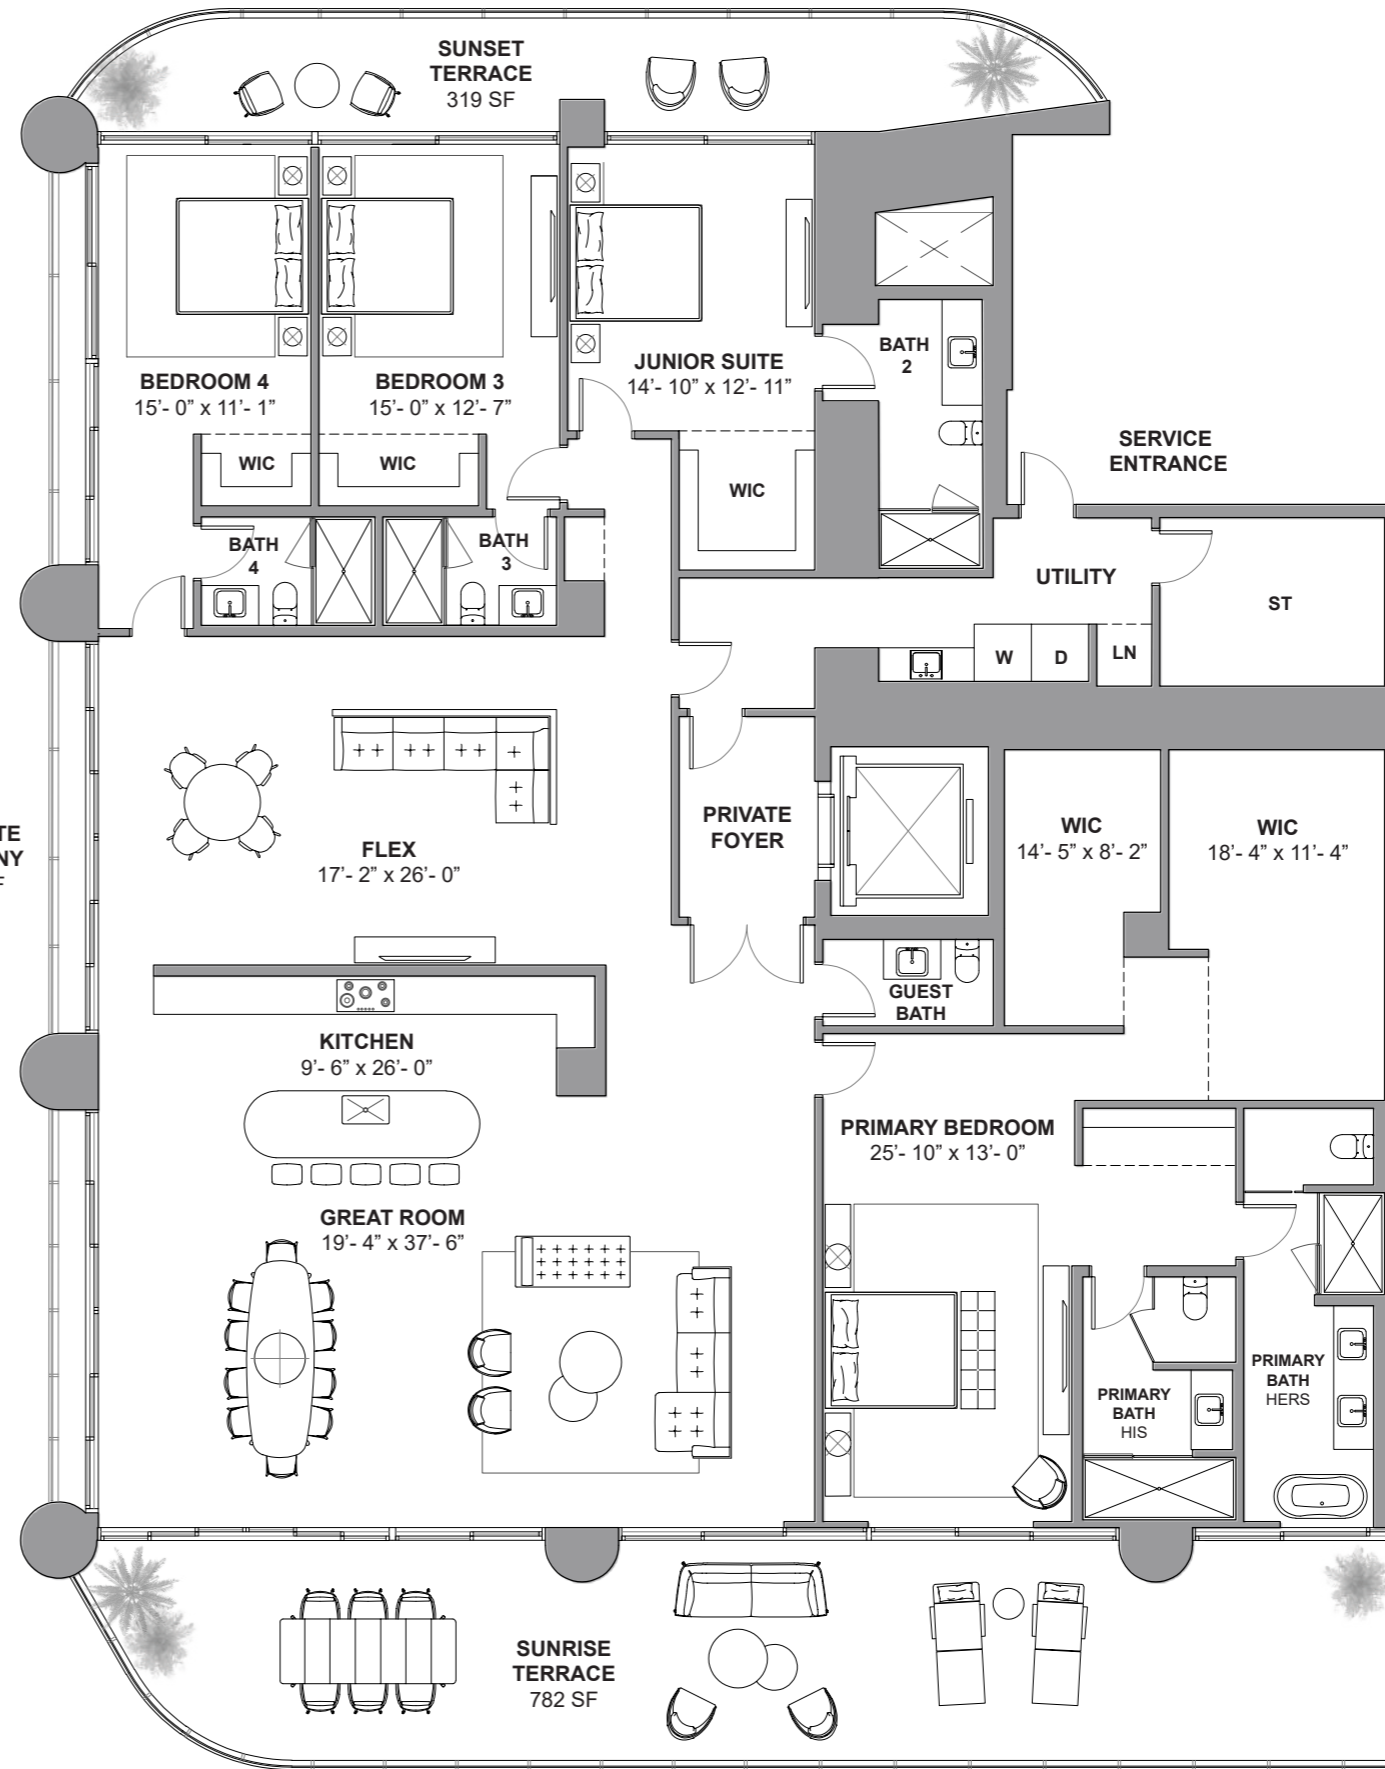 SUNSET
TERRACE
319 SF
BEDROOM 4
15’- 0” x 11’- 1”
BEDROOM 3
15’- 0” x 12’- 7”
JUNIOR SUITE
14’- 10” x 12’- 11”
BATH
2
WIC
WIC
WIC
SERVICE
ENTRANCE
BATH
4
BATH
3
UTILITY
ST
W
D
LN
PRIVATE
FOYER
FLEX
17’- 2” x 26’- 0”
WIC
14’- 5” x 8’- 2”
WIC
18’- 4” x 11’- 4”
TE
NY
F
GUEST
BATH
KITCHEN
9’- 6” x 26’- 0”
PRIMARY BEDROOM
25’- 10” x 13’- 0”
GREAT ROOM
19’- 4” x 37’- 6”
PRIMARY
BATH
HIS
PRIMARY
BATH
HERS
SUNRISE
TERRACE
782 SF